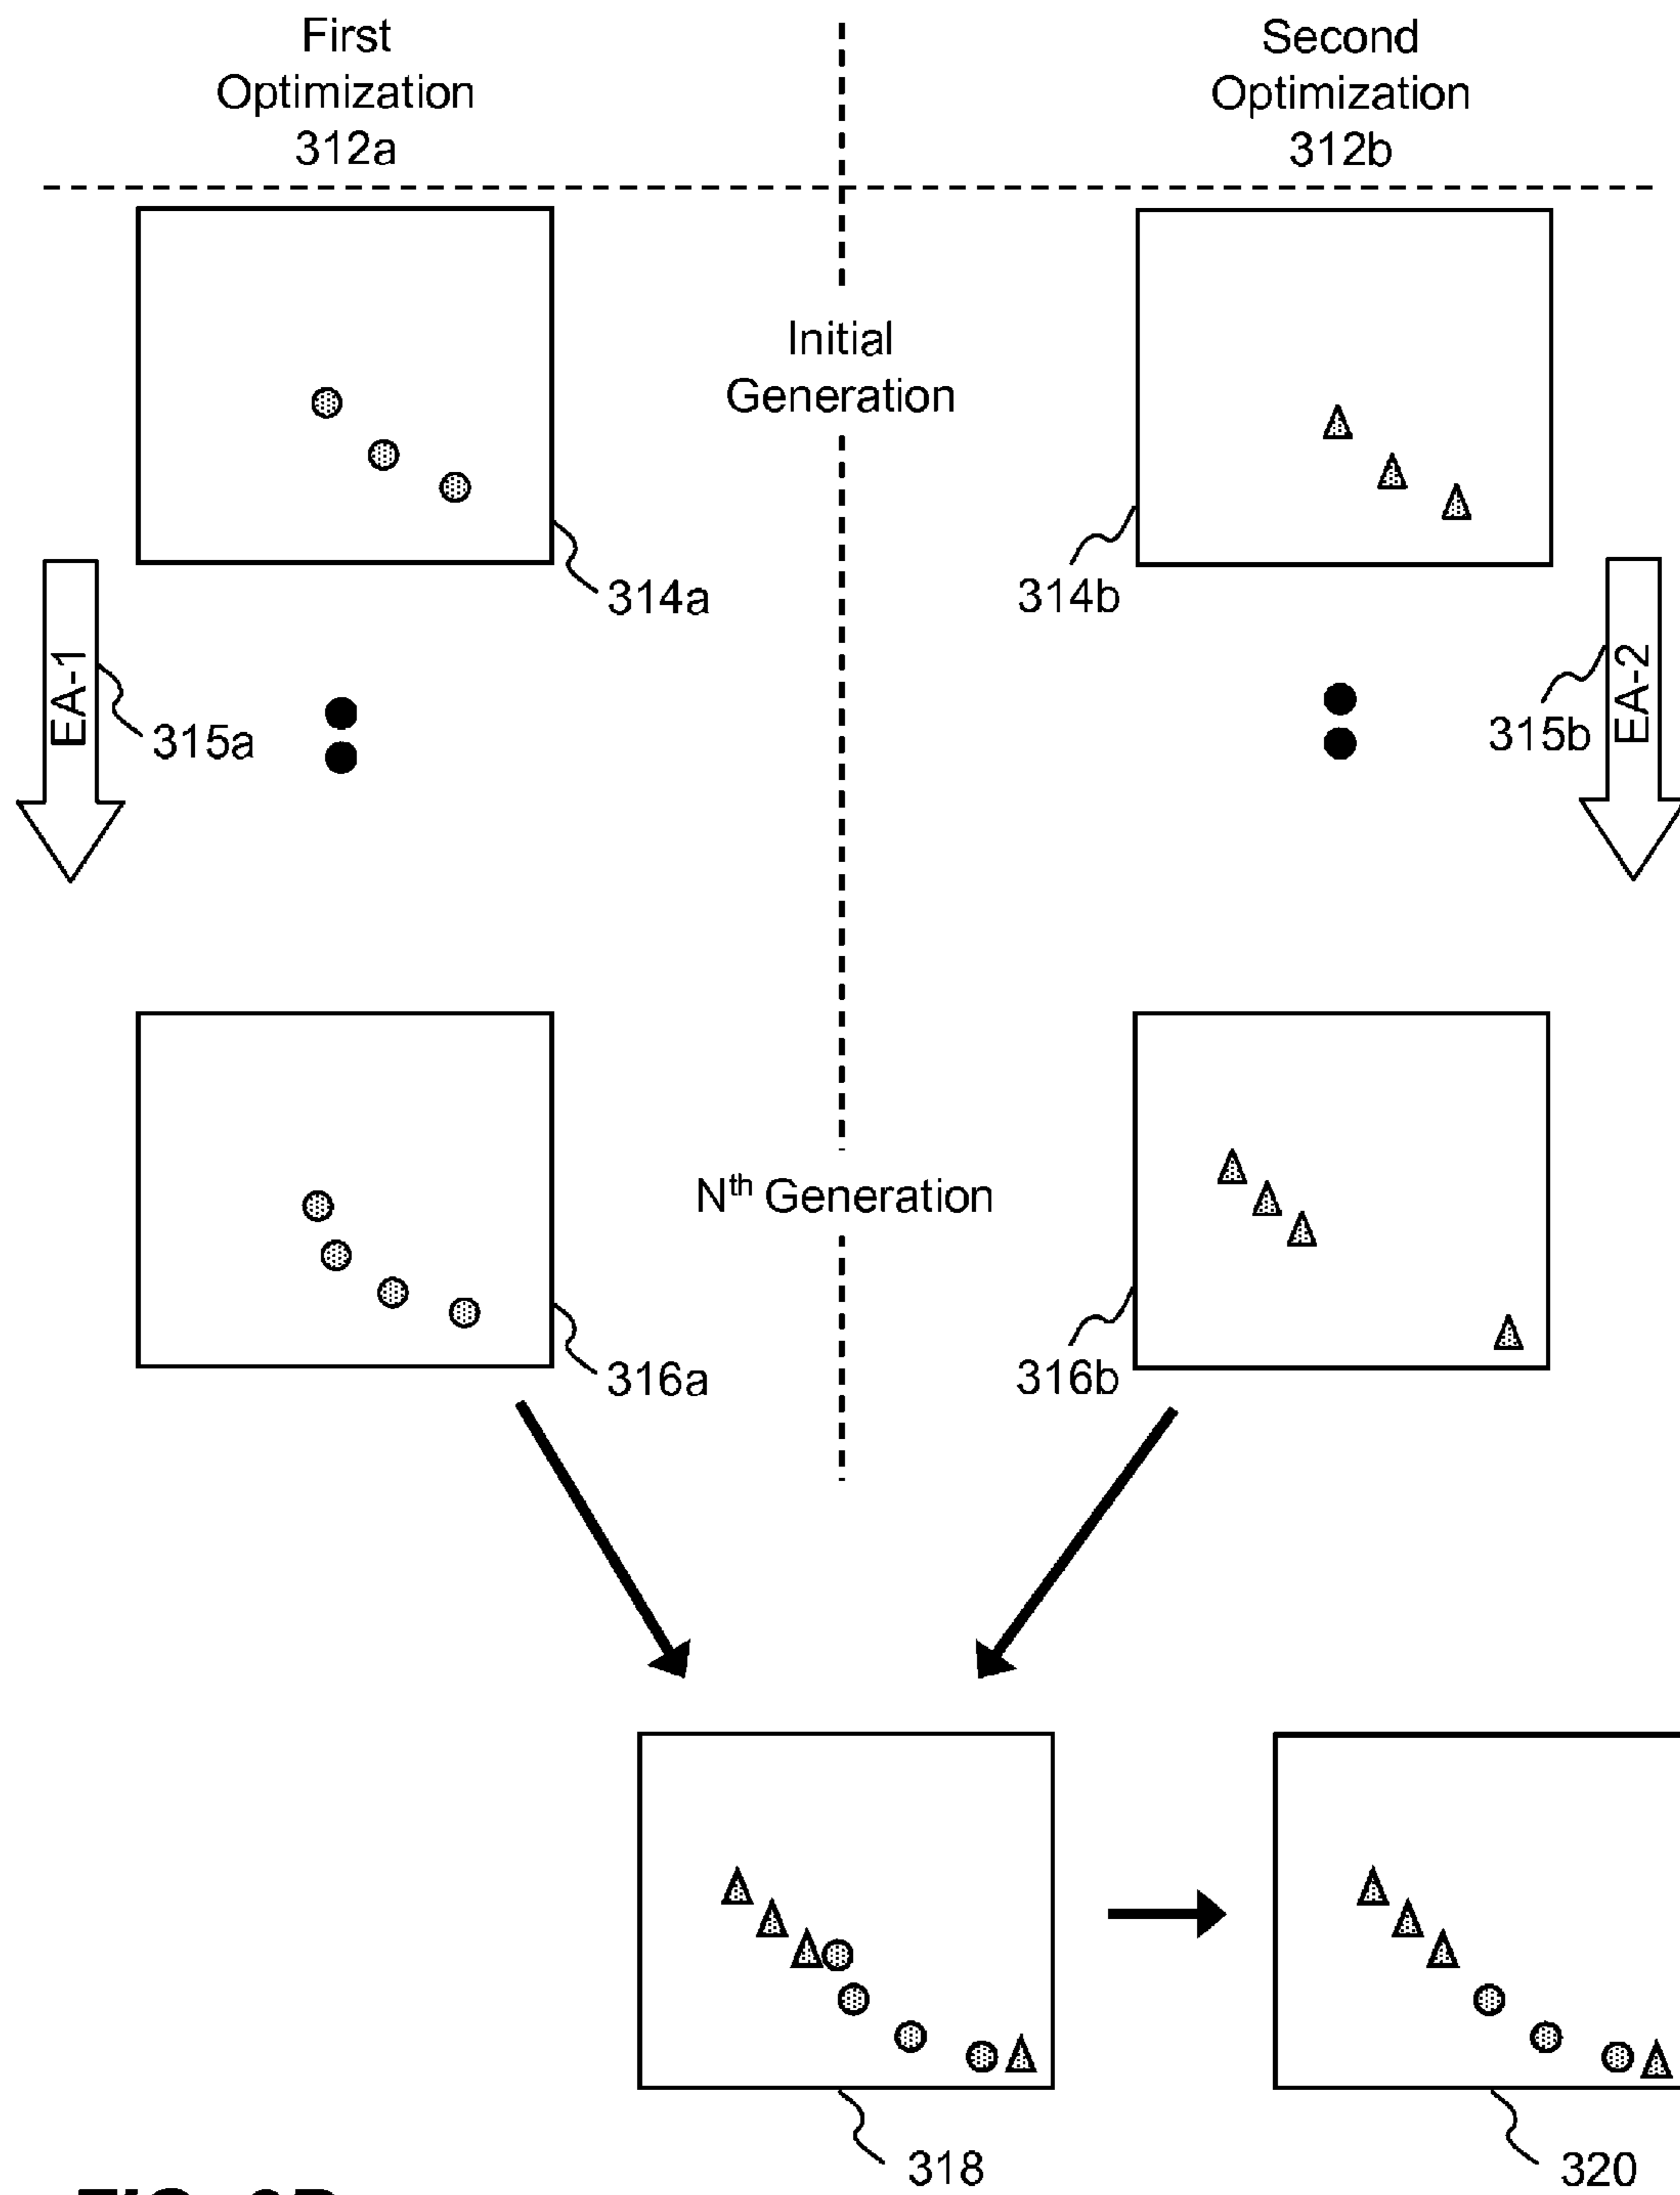 First
Optimization
312a
Second
Optimization
312b
Initial
Generation
314a
314b
EA-1
315a
315b
EA-2
Nth Generation
316a
316b
318
320